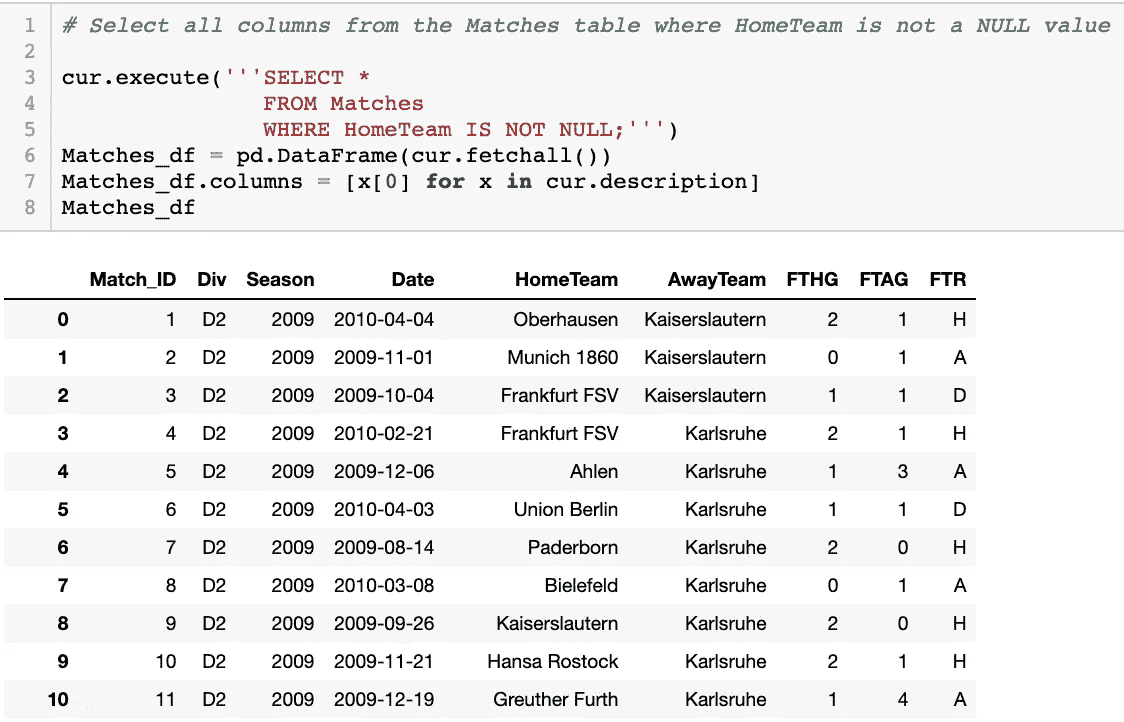 1 # Select all columns from the Matches table where HomeTeam is not a NULL value
2
3 cur.execute('''SELECT *
4 FROM Matches
5 WHERE HomeTeam IS NOT NULL;''')
6 Matches_df = pd.DataFrame(cur.fetchall())
7 Matches_df.columns = [x[0] for x in cur.description]
8 Matches_df
Match_ID Div Season Date HomeTeam AwayTeam FTHG FTAG FTR
0 1 D2 2009 2010-04-04 Oberhausen Kaiserslautern 2 1 H
1 2 D2 2009 2009-11-01 Munich 1860 Kaiserslautern 0 1 A
2 3 D2 2009 2009-10-04 Frankfurt FSV Kaiserslautern 1 1 D
3 4 D2 2009 2010-02-21 Frankfurt FSV Karlsruhe 2 1 H
4 5 D2 2009 2009-12-06 Ahlen Karlsruhe 1 3 A
5 6 D2 2009 2010-04-03 Union Berlin Karlsruhe 1 1 D
6 7 D2 2009 2009-08-14 Paderborn Karlsruhe 2 0 H
7 8 D2 2009 2010-03-08 Bielefeld Karlsruhe 0 1 A
8 9 D2 2009 2009-09-26 Kaiserslautern Karlsruhe 2 0 H
9 10 D2 2009 2009-11-21 Hansa Rostock Karlsruhe 2 1 H
10 11 D2 2009 2009-12-19 Greuther Furth Karlsruhe 1 4 A